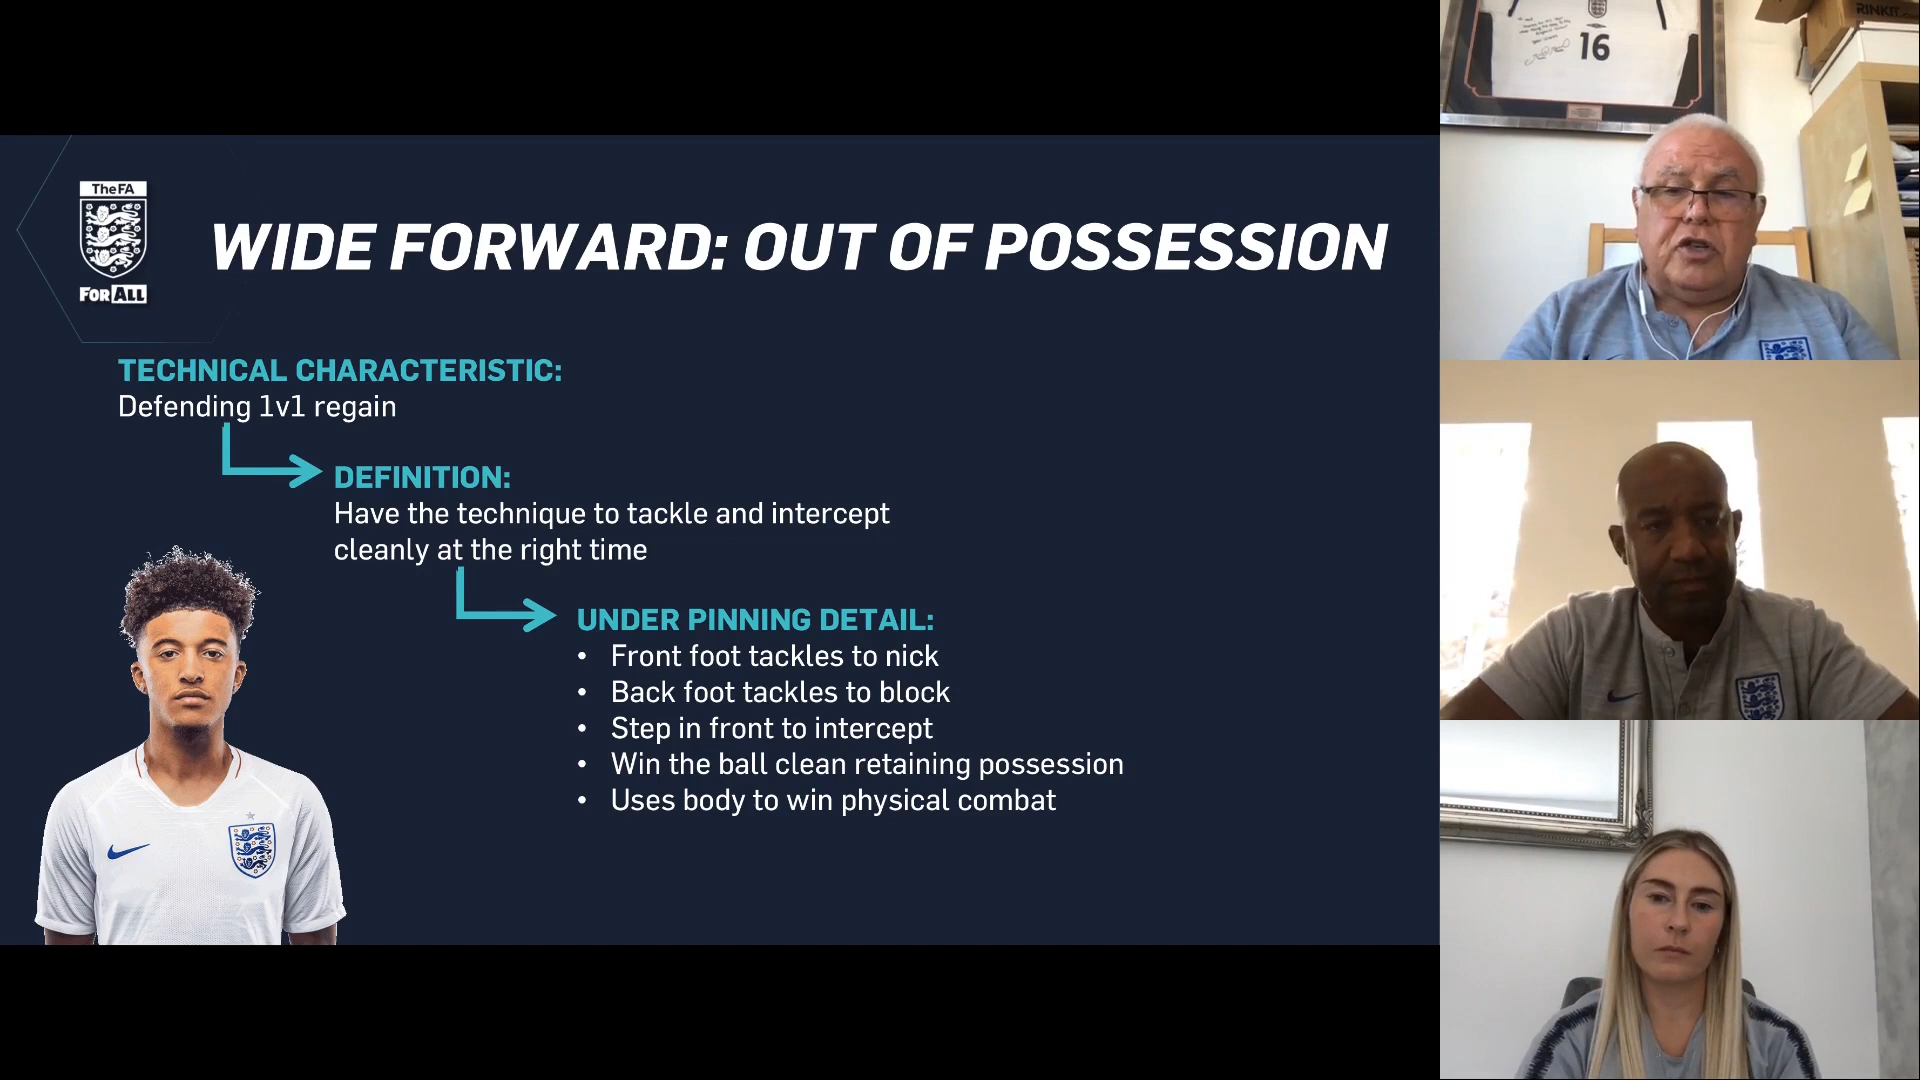 TheFA
FOR ALL
WIDE FORWARD: OUT OF POSSESSION
TECHNICAL CHARACTERISTIC:
Defending 1v1 regain
DEFINITION:
Have the technique to tackle and intercept
cleanly at the right time
UNDER PINNING DETAIL:
• Front foot tackles to nick
• Back foot tackles to block
• Step in front to intercept
• Win the ball clean retaining possession
• Uses body to win physical combat
16
RINKIT